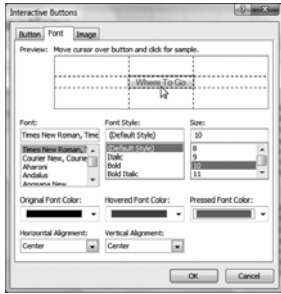 Interactive Buttons
Button Font Image
Preview: Move cursor over button and click for sample.
Where To Go
Font: Font Style: Size:
Times New Roman, Time (Default Style) 10
Times New Roman, (Default Style) 8
Courier New, Courie Italic 9
Aharoni Bold 10
Andalus Bold Italic 11
Angsana New
Original Font Color: Hovered Font Color: Pressed Font Color:
Horizontal Alignment: Vertical Alignment:
Center Center
OK Cancel